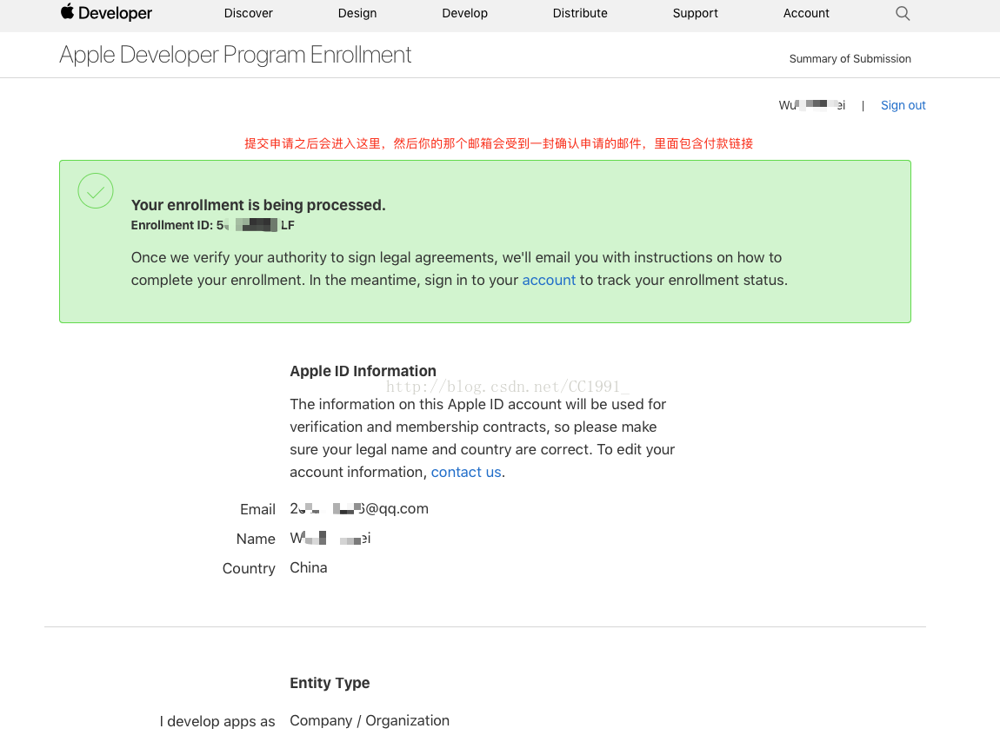 Developer
Discover
Design
Develop
Distribute
Support
Account
Apple Developer Program Enrollment
Summary of Submission
Wu ei | Sign out
提交申请之后会进入这里，然后你的那个邮箱会受到一封确认申请的邮件，里面包含付款链接
Your enrollment is being processed.
Enrollment ID: 5 LF
Once we verify your authority to sign legal agreements, we'll email you with instructions on how to
complete your enrollment. In the meantime, sign in to your account to track your enrollment status.
Apple ID Information
http://blog.csdn.net/CC1991_
The information on this Apple ID account will be used for
verification and membership contracts, so please make
sure your legal name and country are correct. To edit your
account information, contact us.
Email 2 6@qq.com
Name W ei
Country China
Entity Type
I develop apps as Company / Organization